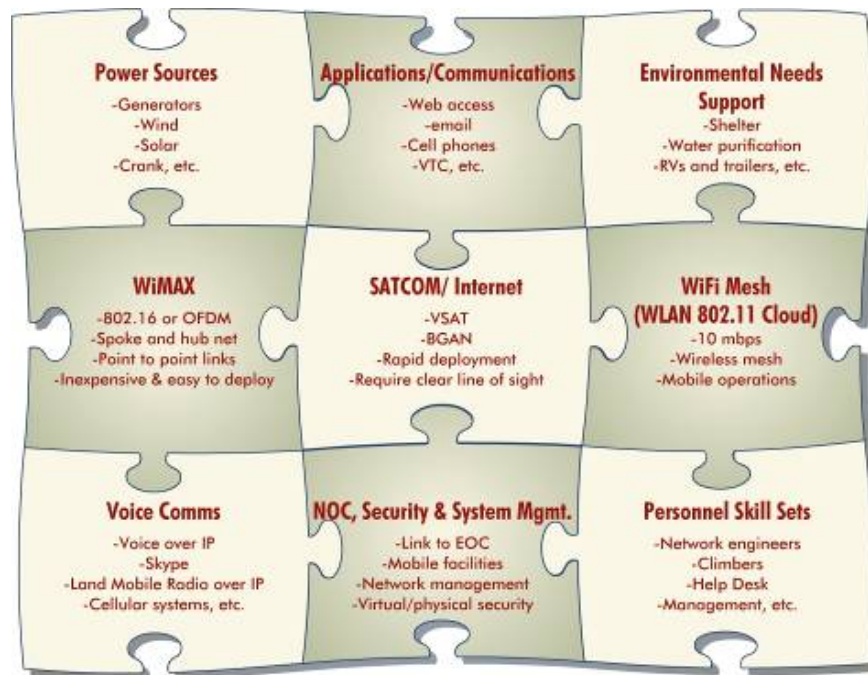 Power Sources
-Generators
-Wind
-Solar
-Crank, etc.
Applications/Communications
-Web access
-email
-Cell phones
-VTC, etc.
Environmental Needs
Support
-Shelter
-Water purification
-RVs and trailers, etc.
WiMAX
-802.16 or OFDM
-Spoke and hub net
-Point to point links
-Inexpensive & easy to deploy
SATCOM/ Internet
-VSAT
-BGAN
-Rapid deployment
-Require clear line of sight
WiFi Mesh
(WLAN 802.11 Cloud)
-10 mbps
-Wireless mesh
-Mobile operations
Voice Comms
-Voice over IP
-Skype
-Land Mobile Radio over IP
-Cellular systems, etc.
NOC, Security & System Mgmt.
-Link to EOC
-Mobile facilities
-Network management
-Virtual/physical security
Personnel Skill Sets
-Network engineers
-Climbers
-Help Desk
-Management, etc.